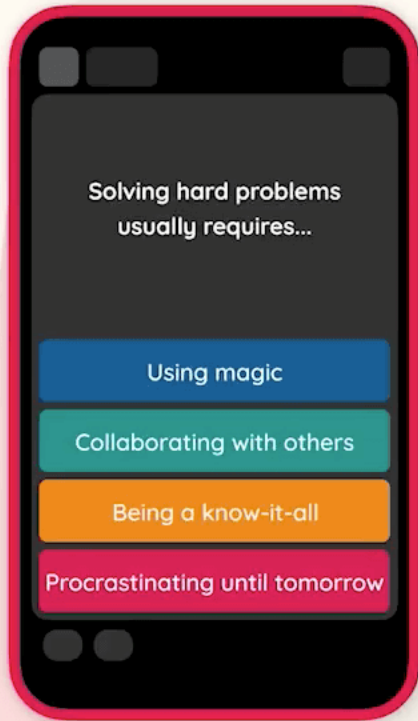 Solving hard problems
usually requires...
Using magic
Collaborating with others
Being a know-it-all
Procrastinating until tomorrow